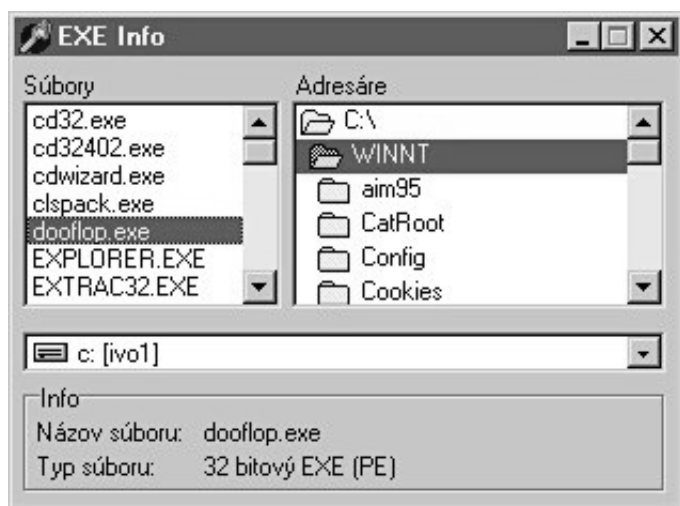 EXE Info
Súbory
Adresáre
cd32.exe
cd32402.exe
cdwizard.exe
clspack.exe
dooflop.exe
EXPLORER.EXE
EXTRAC32.EXE
C:\
WINNT
aim95
CatRoot
Config
Cookies
c: [ivo1]
Info
Názov súboru: dooflop.exe
Typ súboru: 32 bitový EXE (PE)